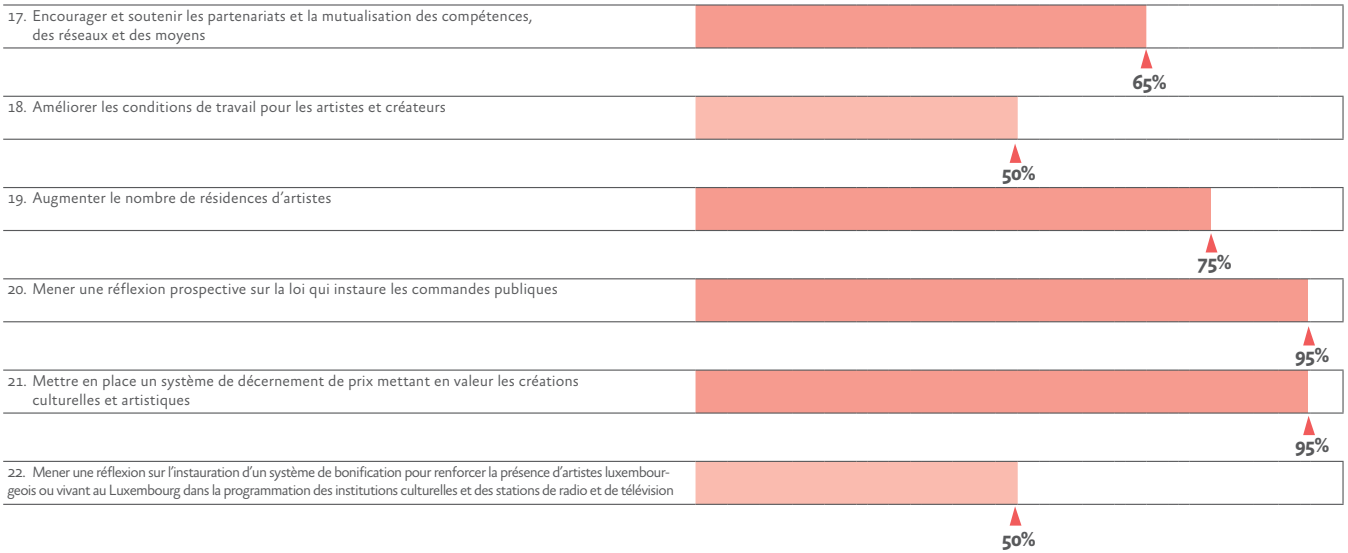 17. Encourager et soutenir les partenariats et la mutualisation des compétences,
des réseaux et des moyens
65%
18. Améliorer les conditions de travail pour les artistes et créateurs
50%
19. Augmenter le nombre de résidences d'artistes
75%
20. Mener une réflexion prospective sur la loi qui instaure les commandes publiques
95%
21. Mettre en place un système de décernement de prix mettant en valeur les créations
culturelles et artistiques
95%
22. Mener une réflexion sur l'instauration d'un système de bonification pour renforcer la présence d'artistes luxembour-
geois ou vivant au Luxembourg dans la programmation des institutions culturelles et des stations de radio et de télévision
50%